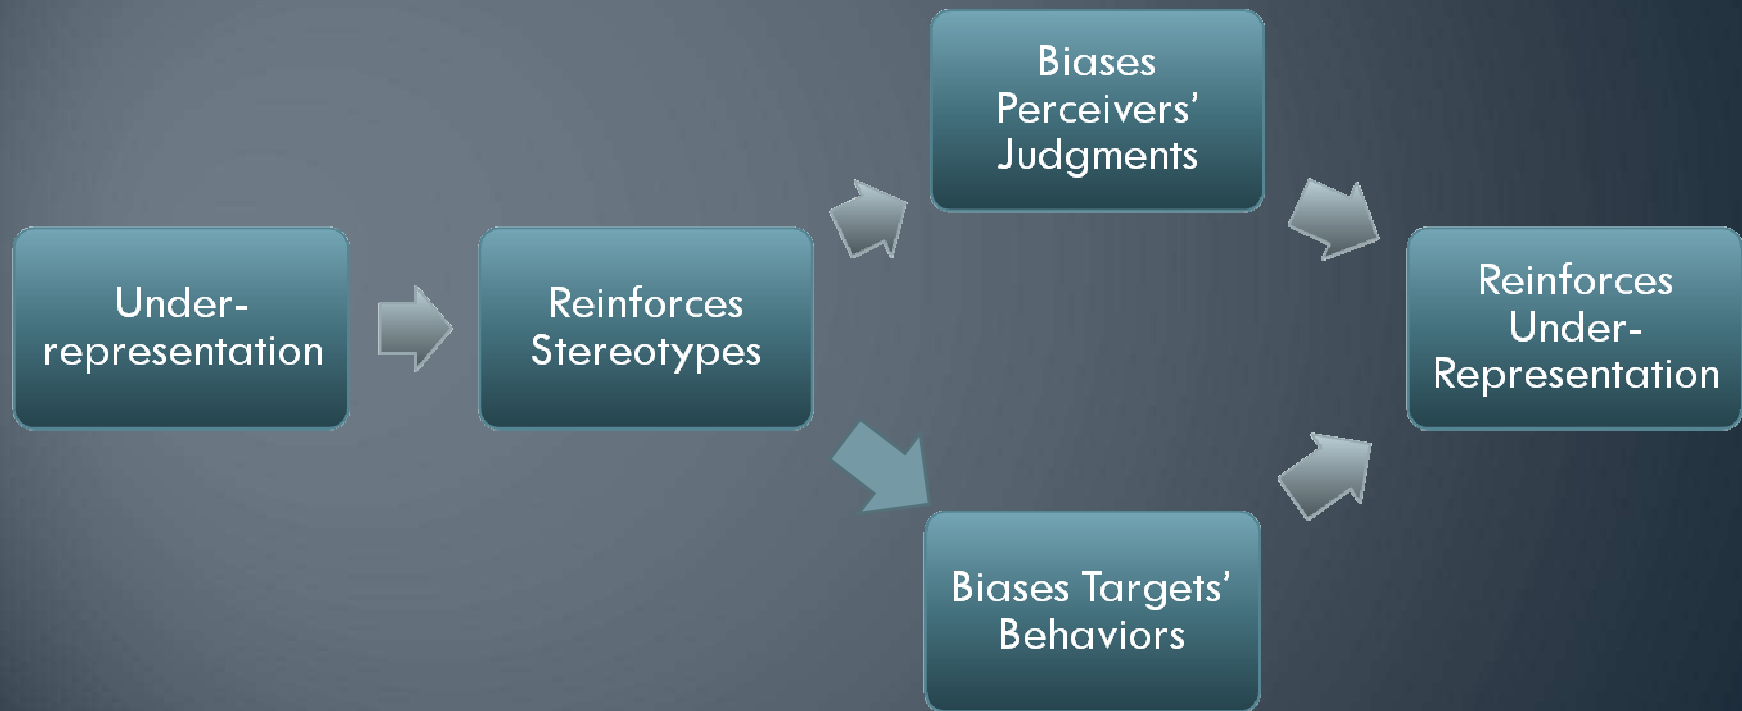 Under-
representation
Reinforces
Stereotypes
Biases
Perceivers’
Judgments
Biases Targets’
Behaviors
Reinforces
Under-
Representation